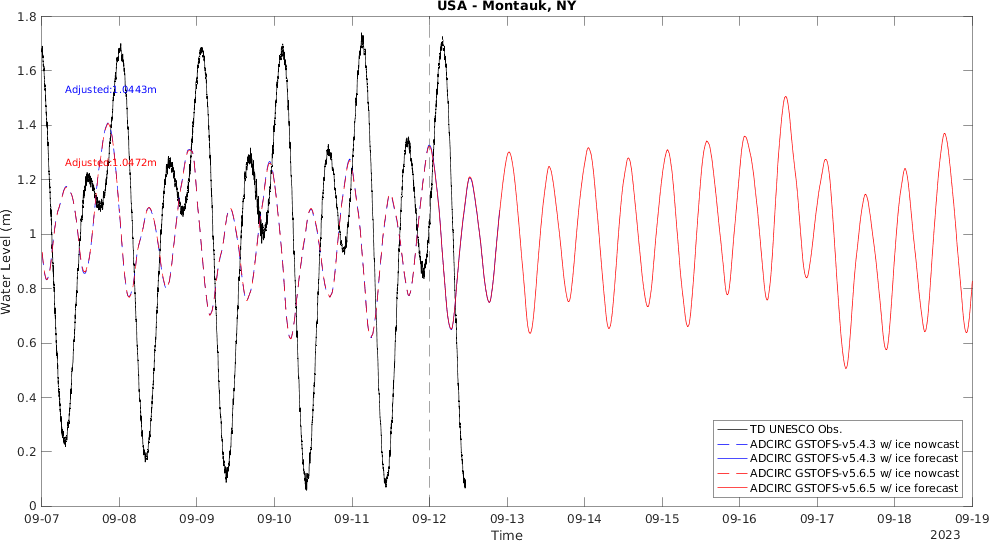 USA - Montauk, NY
1.8
1.6
1.4
1.2
1
0.8
0.6
0.4
0.2
0
Water Level (m)
Adjusted:1.0443m
Adjusted:1.0472m
TD UNESCO Obs.
ADCIRC GSTOFS-v5.4.3 w/ ice nowcast
ADCIRC GSTOFS-v5.4.3 w/ ice forecast
ADCIRC GSTOFS-v5.6.5 w/ ice nowcast
ADCIRC GSTOFS-v5.6.5 w/ ice forecast
09-07 09-08 09-09 09-10 09-11 09-12 09-13 09-14 09-15 09-16 09-17 09-18 09-19
Time
2023